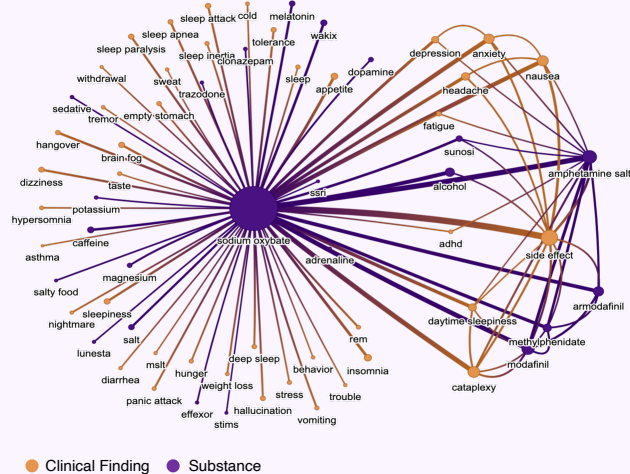 sleep attack
cold
melatonin
sleep apnea
wakix
sleep paralysis
tolerance
sleep inertia
clonazepam
depression
anxiety
withdrawal
sweat
sleep
dopamine
nausea
trazodone
appetite
headache
sedative
tremor
empty stomach
fatigue
hangover
brain fog
sunosi
amphetamine salt
dizziness
taste
ssri
alcohol
potassium
hypersomnia
caffeine
sodium oxybate
adhd
side effect
asthma
adrenaline
magnesium
salty food
armodafinil
sleepiness
nightmare
daytime sleepiness
salt
rem
methylphenidate
lunesta
mslt
deep sleep
behavior
modafinil
diarrhea
hunger
insomnia
weight loss
cataplexy
panic attack
stress
trouble
effexor
hallucination
stims
vomiting
Clinical Finding
Substance